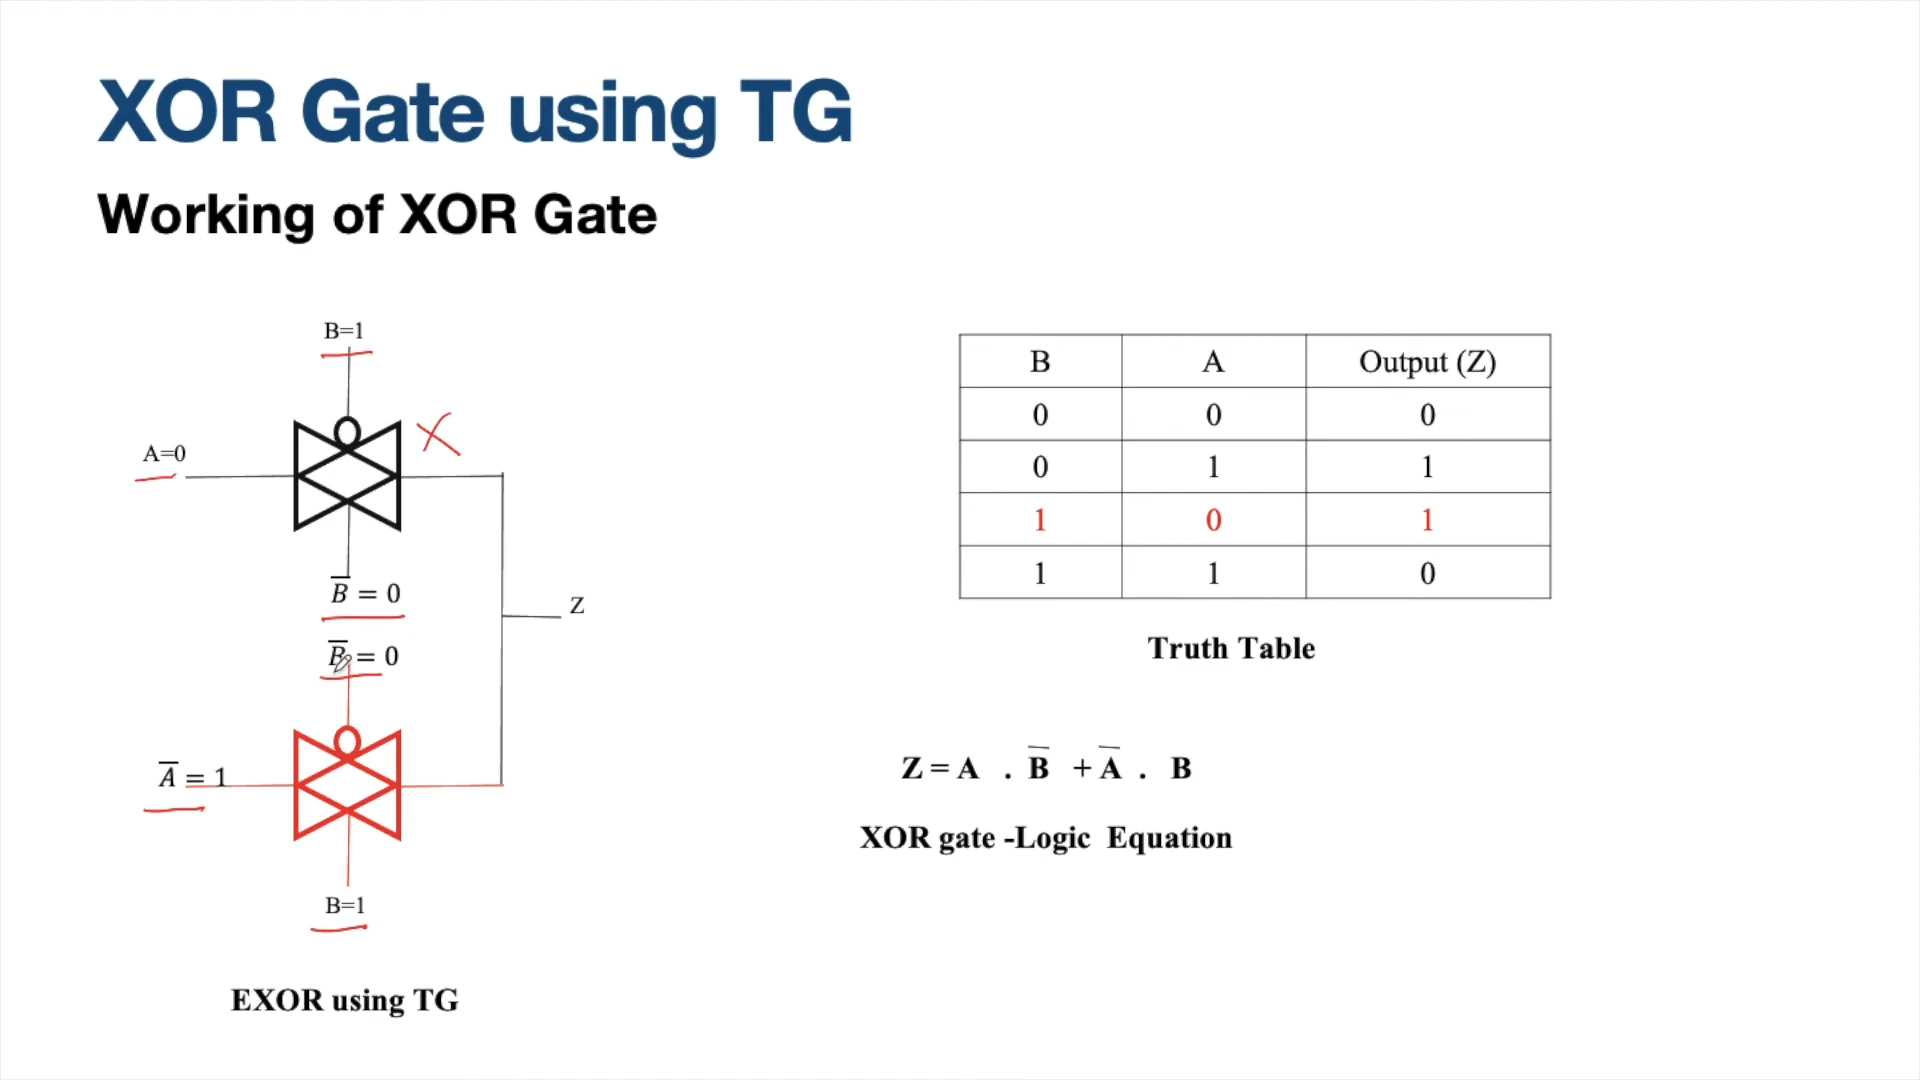 XOR Gate using TG
Working of XOR Gate
B=1
A=0
B̅ = 0
Z
B̅ = 0
A̅ = 1
B=1
EXOR using TG
B A Output (Z)
0 0 0
0 1 1
1 0 1
1 1 0
Truth Table
Z = A . B̅ + A̅ . B
XOR gate -Logic Equation